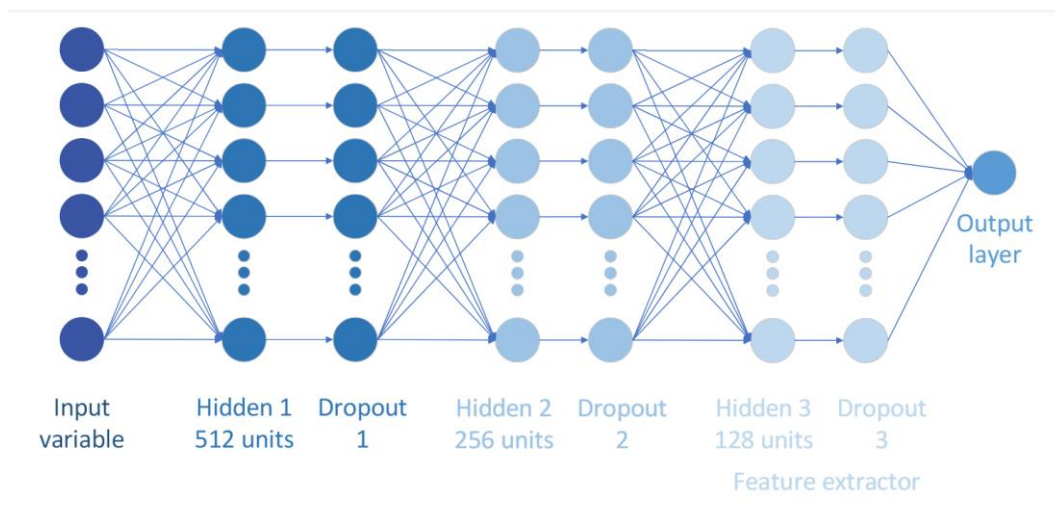 Output
layer
Input
variable
Hidden 1
512 units
Dropout
1
Hidden 2
256 units
Dropout
2
Hidden 3
128 units
Dropout
3
Feature extractor